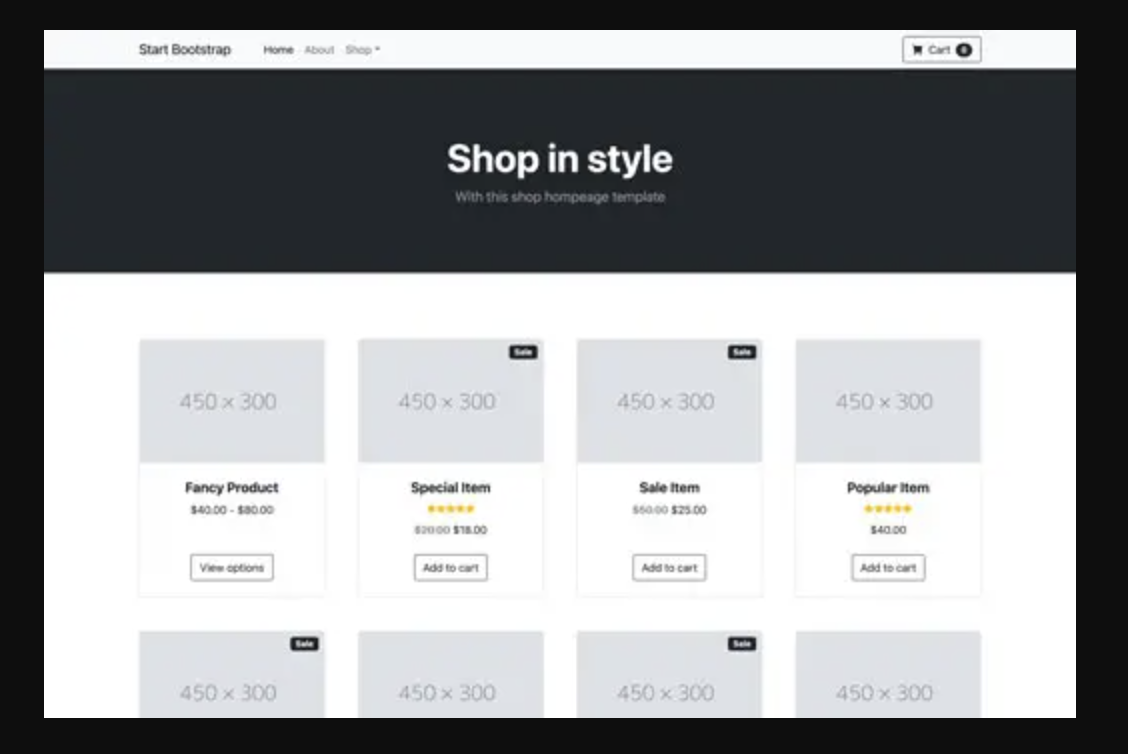 Start Bootstrap Home About Shop Cart 0
Shop in style
With this shop hompeage template
Sale Sale
450 × 300 450 × 300 450 × 300 450 × 300
Fancy Product Special Item Sale Item Popular Item
$40.00 - $80.00 $50.00 $25.00
$20.00 $18.00 $40.00
View options Add to cart Add to cart Add to cart
Sale Sale
450 × 300 450 × 300 450 × 300 450 × 300